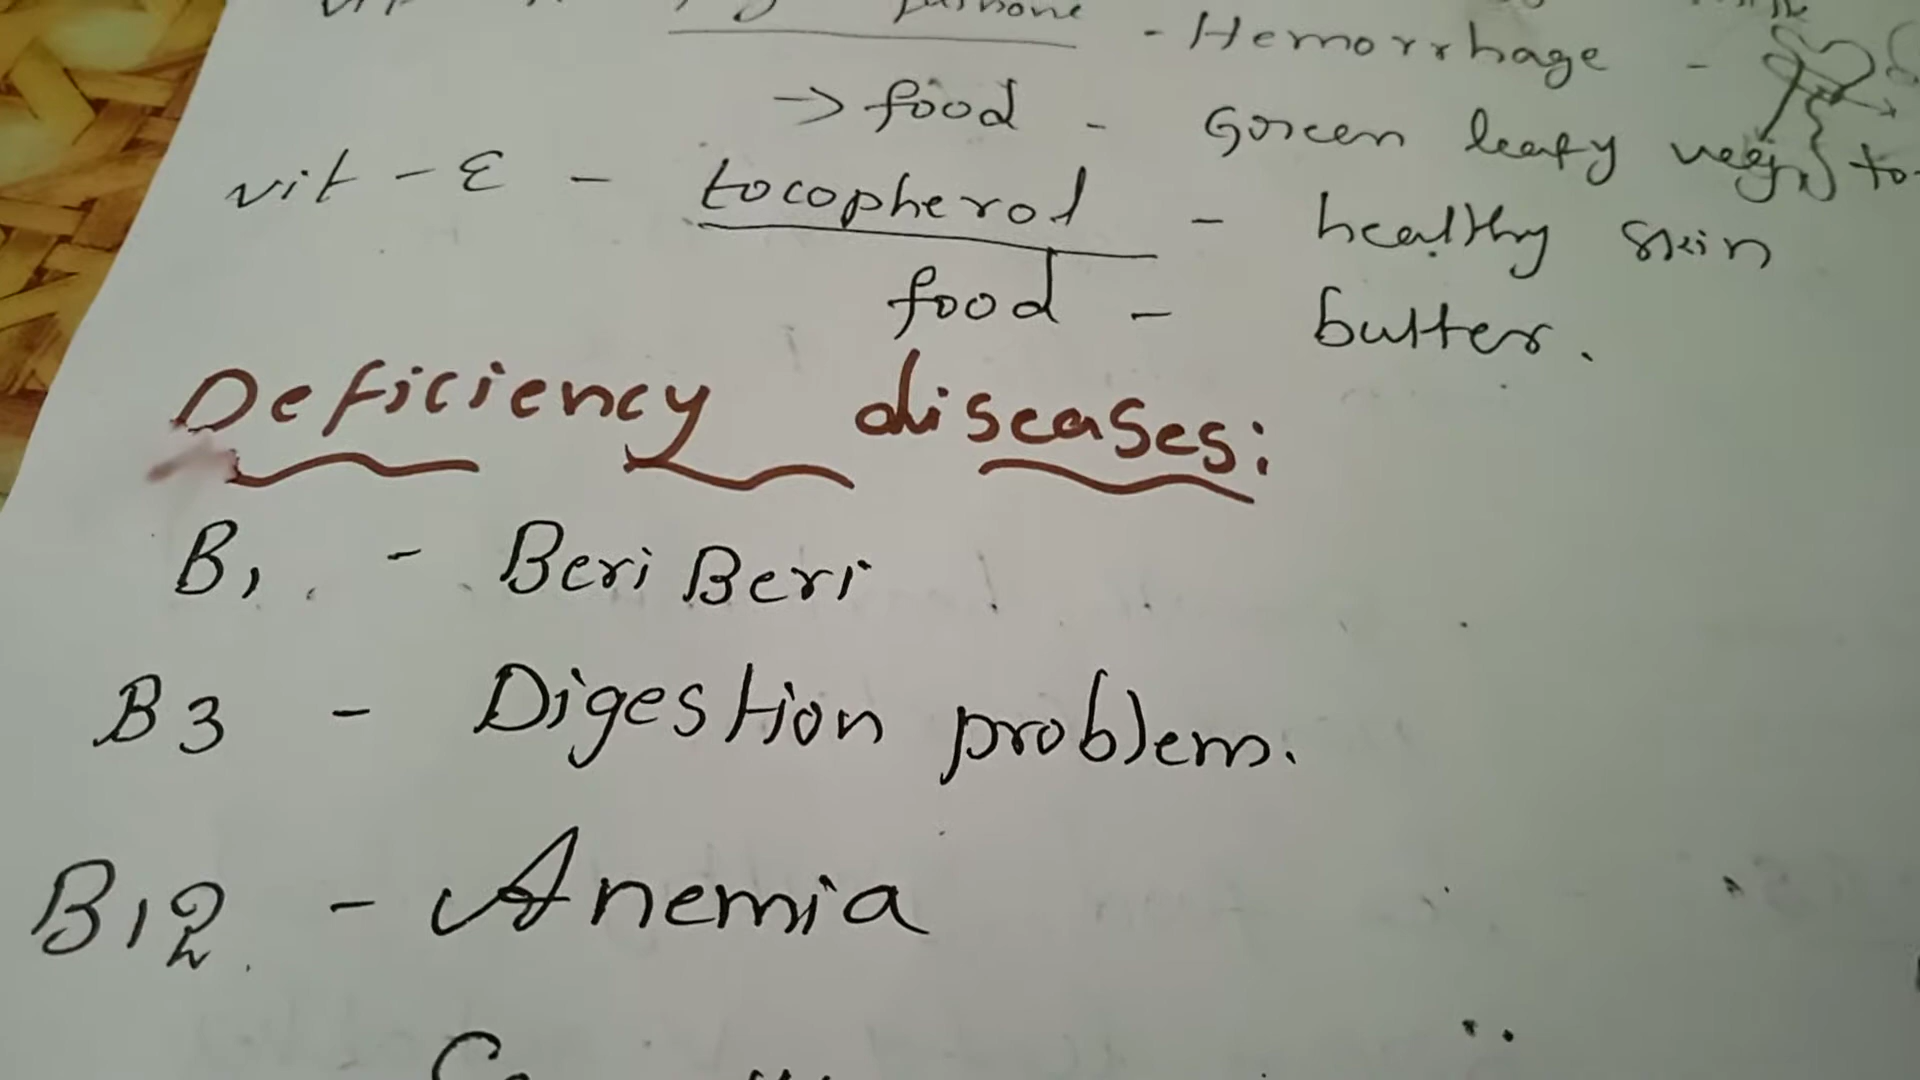 - Hemorrhage -
→ food - Green leafy
vit - E - tocopherol - healthy skin
food - butter.
Deficiency diseases:
B1 - Beri Beri
B3 - Digestion problem.
B12 - Anemia